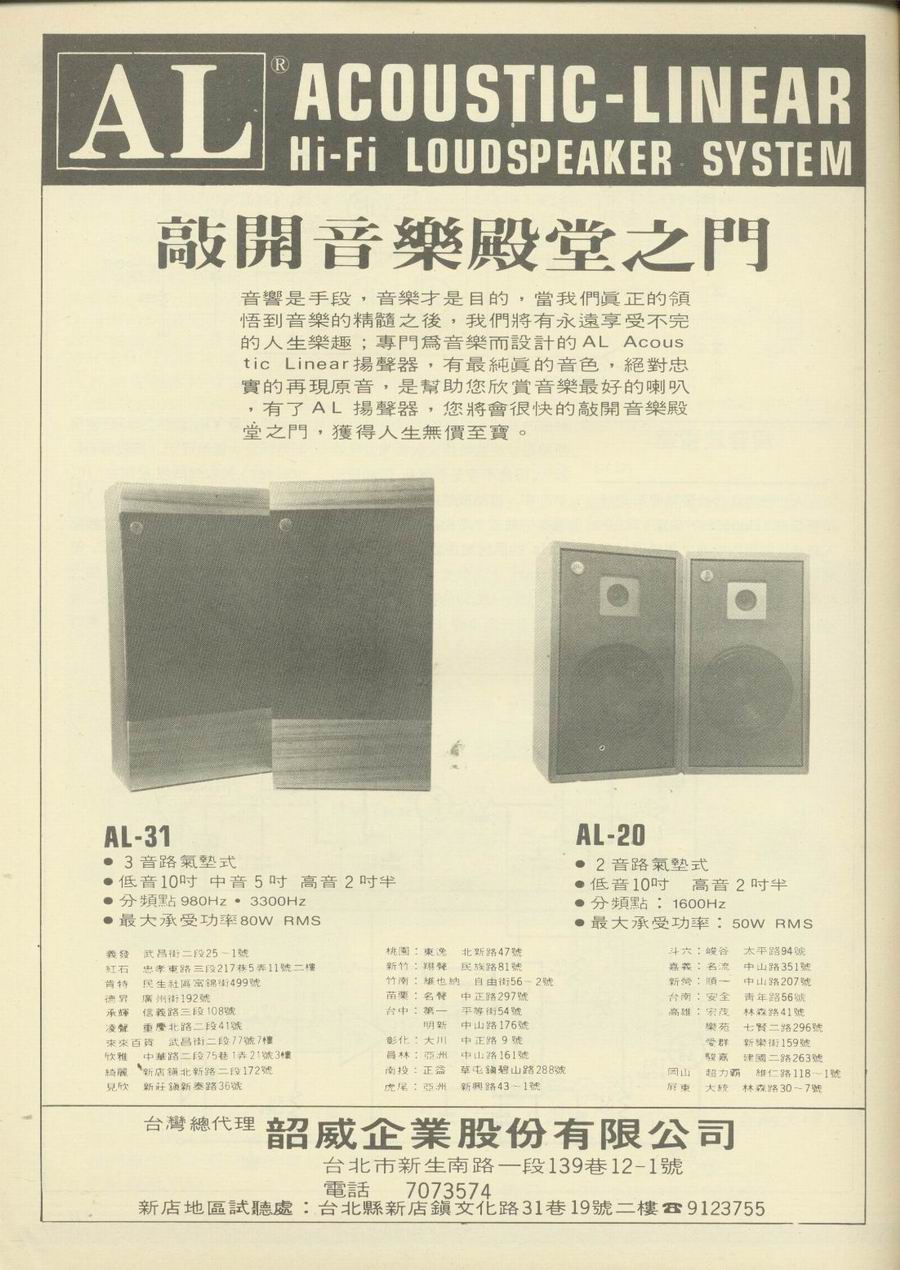 AL®
ACOUSTIC-LINEAR
Hi-Fi LOUDSPEAKER SYSTEM
敲開音樂殿堂之門
音響是手段，音樂才是目的，當我們眞正的領
悟到音樂的精髓之後，我們將有永遠享受不完
的人生樂趣；專門爲音樂而設計的AL Acous
tic Linear揚聲器，有最純眞的音色，絕對忠
實的再現原音，是幫助您欣賞音樂最好的喇叭
，有了AL 揚聲器，您將會很快的敲開音樂殿
堂之門，獲得人生無價至寶。
AL-31
● 3 音路氣墊式
● 低音10吋 中音 5 吋 高音 2 吋半
● 分頻點 980Hz • 3300Hz
● 最大承受功率80W RMS
AL-20
● 2 音路氣墊式
● 低音10吋 高音 2 吋半
● 分頻點：1600Hz
● 最大承受功率：50W RMS
義發 武昌街二段25－1號
紅石 忠孝東路三段217巷5弄11號二樓
肯特 民生社區富錦街499號
德昇 廣州街192號
承輝 信義路三段108號
凌聲 重慶北路二段41號
來來百貨 武昌街二段77號7樓
欣雅 中華路二段75巷1弄21號3樓
綺麗 新店鎭北新路二段172號
見欣 新莊鎭新泰路36號
桃園：東逸 北新路47號
新竹：翔聲 民族路81號
竹南：維也納 自由街56－2號
苗栗：名聲 中正路297號
台中：第一 平等街54號
明新 中山路176號
彰化：大川 中正路 9 號
員林：亞洲 中山路161號
南投：正益 草屯鎭碧山路288號
虎尾：亞洲 新興路43－1號
斗六：峻谷 太平路94號
嘉義：名流 中山路351號
新營：順一 中山路207號
台南：安全 靑年路56號
高雄：宏茂 林森路41號
樂苑 七賢二路296號
愛群 新樂街159號
駿嘉 建國二路263號
岡山 超力霸 維仁路118－1號
屏東 大統 林森路30－7號
台灣總代理 韶威企業股份有限公司
台北市新生南路一段139巷12-1號
電話 7073574
新店地區試聽處：台北縣新店鎭文化路31巷19號二樓☎9123755